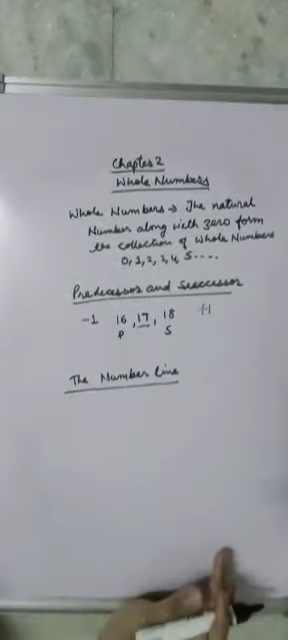 Chapter 2
Whole Numbers
Whole Numbers → The natural
Number along with zero form
the collection of Whole Numbers
0, 1, 2, 3, 4, 5....
Predecessor and Successor
-1 16, 17, 18 +1
P S
The Number Line